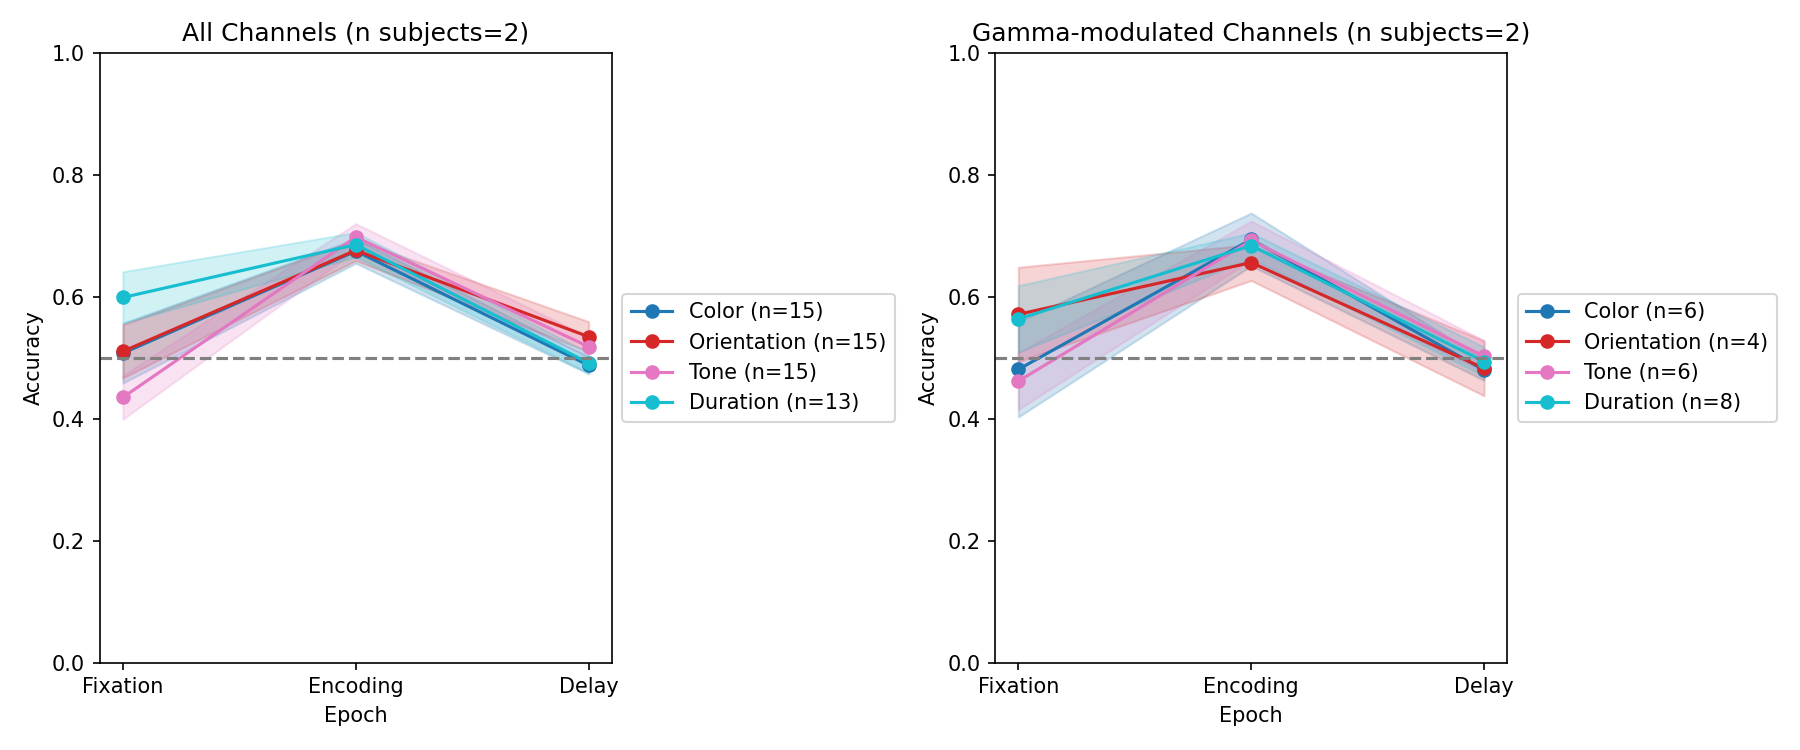 All Channels (n subjects=2)
1.0
0.8
0.6
0.4
0.2
0.0
Accuracy
Fixation
Encoding
Delay
Epoch
Color (n=15)
Orientation (n=15)
Tone (n=15)
Duration (n=13)
Gamma-modulated Channels (n subjects=2)
1.0
0.8
0.6
0.4
0.2
0.0
Accuracy
Fixation
Encoding
Delay
Epoch
Color (n=6)
Orientation (n=4)
Tone (n=6)
Duration (n=8)